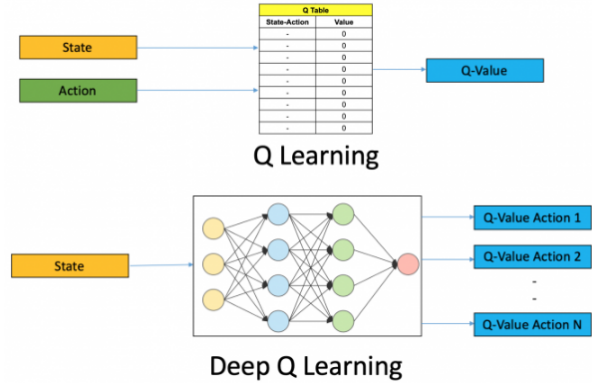 Q Table
State-Action Value
- 0
- 0
- 0
- 0
- 0
- 0
- 0
- 0
- 0
State
Action
Q-Value
Q Learning
State
Q-Value Action 1
Q-Value Action 2
-
-
Q-Value Action N
Deep Q Learning